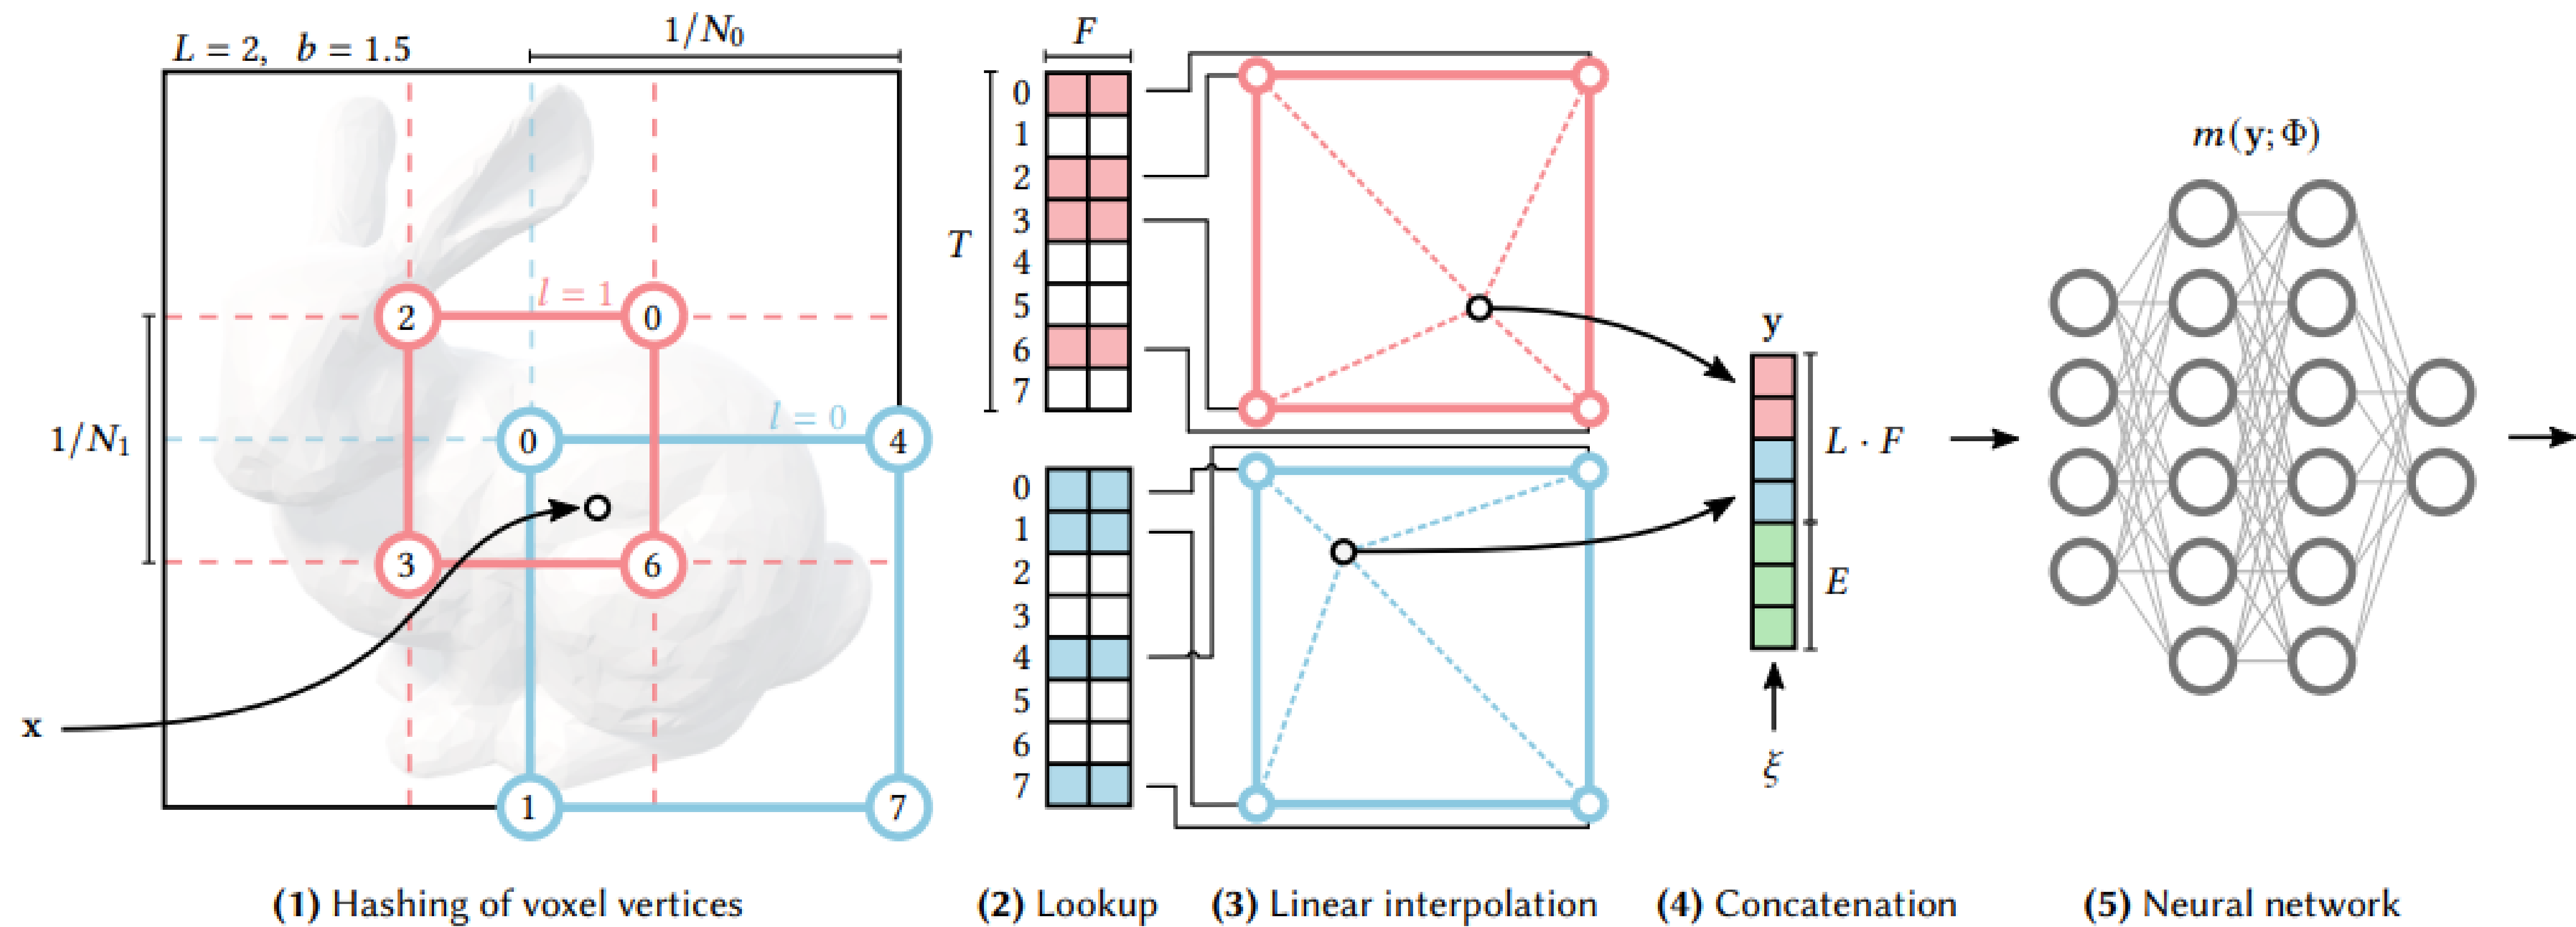 L = 2, b = 1.5
1/N₀
l = 1
2
0
l = 0
0
4
1/N₁
3
6
x
1
7
F
T
0
1
2
3
4
5
6
7
0
1
2
3
4
5
6
7
y
L · F
E
ξ
m(y; Φ)
(1) Hashing of voxel vertices
(2) Lookup
(3) Linear interpolation
(4) Concatenation
(5) Neural network